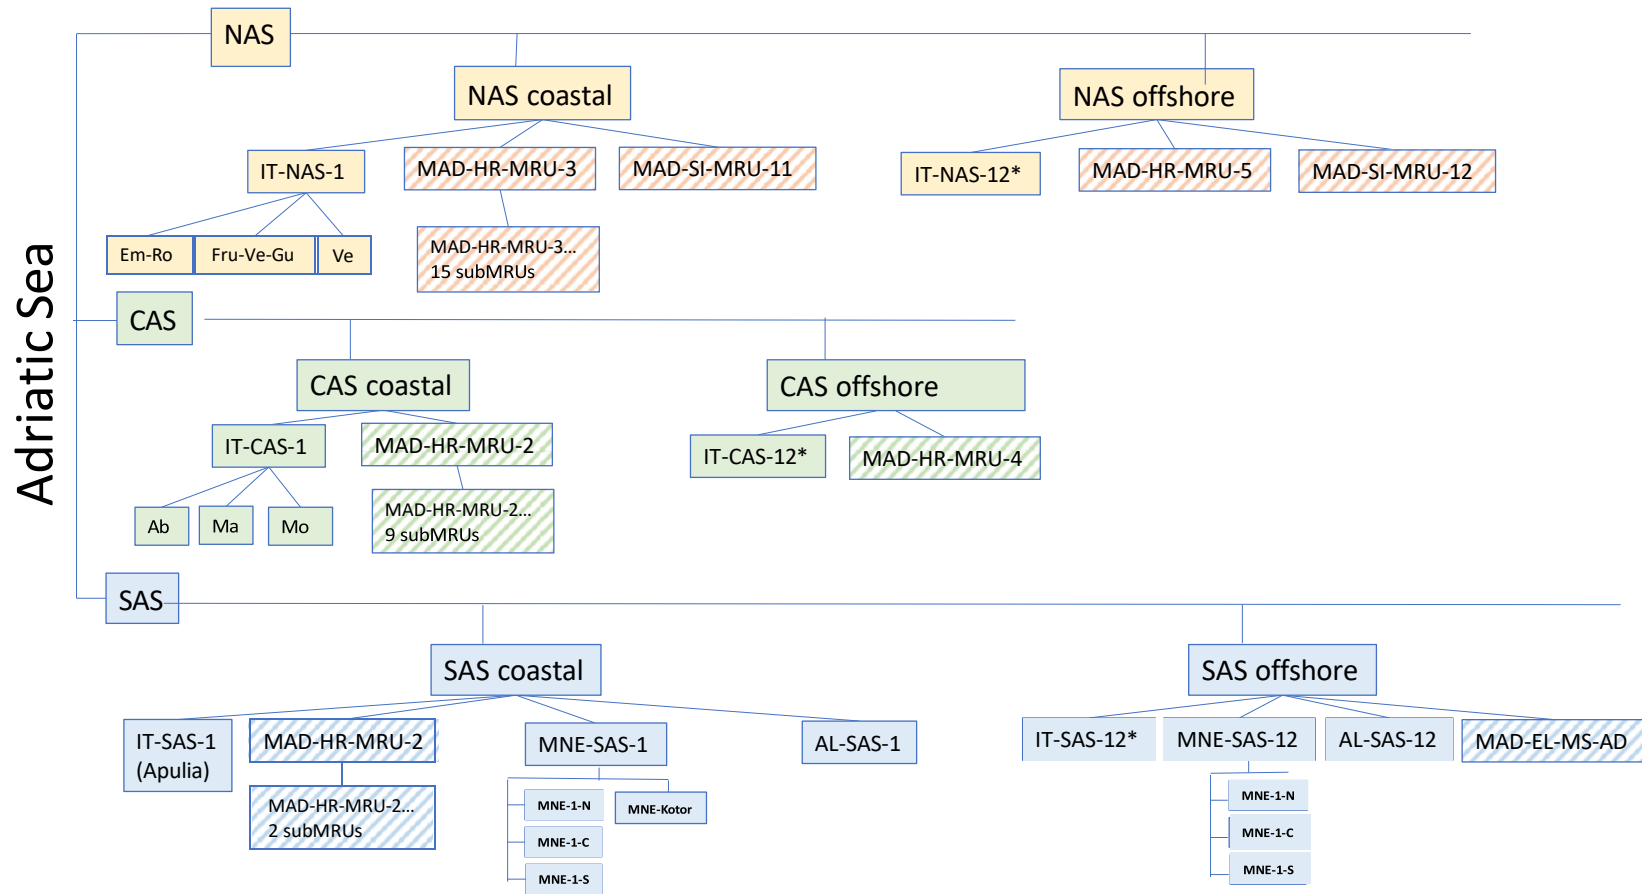 Adriatic Sea
NAS
NAS coastal
NAS offshore
IT-NAS-1
MAD-HR-MRU-3
MAD-SI-MRU-11
IT-NAS-12*
MAD-HR-MRU-5
MAD-SI-MRU-12
Em-Ro
Fru-Ve-Gu
Ve
MAD-HR-MRU-3...
15 subMRUs
CAS
CAS coastal
CAS offshore
IT-CAS-1
MAD-HR-MRU-2
IT-CAS-12*
MAD-HR-MRU-4
Ab
Ma
Mo
MAD-HR-MRU-2...
9 subMRUs
SAS
SAS coastal
SAS offshore
IT-SAS-1
(Apulia)
MAD-HR-MRU-2
MNE-SAS-1
AL-SAS-1
IT-SAS-12*
MNE-SAS-12
AL-SAS-12
MAD-EL-MS-AD
MAD-HR-MRU-2...
2 subMRUs
MNE-1-N
MNE-Kotor
MNE-1-C
MNE-1-S
MNE-1-N
MNE-1-C
MNE-1-S